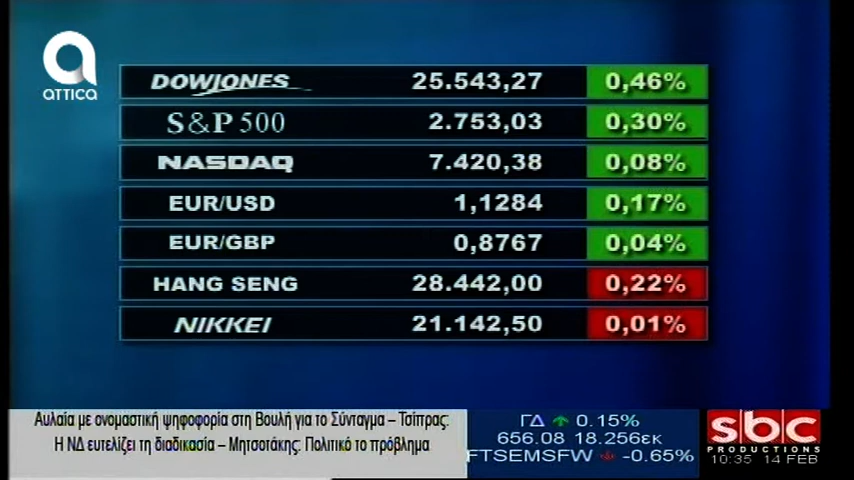 αττica
DOWJONES 25.543,27 0,46%
S&P 500 2.753,03 0,30%
NASDAQ 7.420,38 0,08%
EUR/USD 1,1284 0,17%
EUR/GBP 0,8767 0,04%
HANG SENG 28.442,00 0,22%
NIKKEI 21.142,50 0,01%
Αυλαία με ονομαστική ψηφοφορία στη Βουλή για το Σύνταγμα – Τσίπρας:
Η ΝΔ ευτελίζει τη διαδικασία – Μητσοτάκης: Πολιτικό το πρόβλημα
ΓΔ 0.15%
656.08 18.256εκ
FTSEMSFW -0.65%
sbc
PRODUCTIONS
10:35 14 FEB